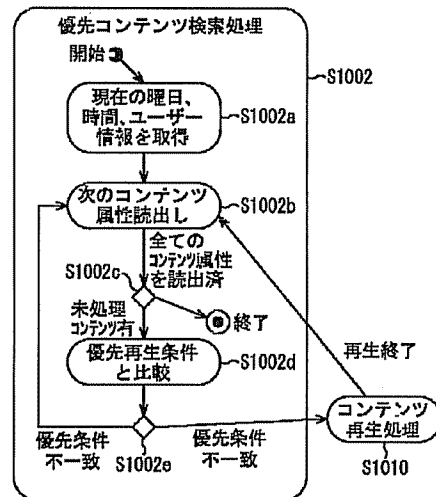 優先コンテンツ検索処理
開始
S1002
現在の曜日、
時間、ユーザー
情報を取得
S1002a
次のコンテンツ
属性読出し
S1002b
全ての
コンテンツ属性
を読出済
S1002c
終了
未処理
コンテンツ有
優先再生条件
と比較
S1002d
再生終了
コンテンツ
再生処理
S1010
優先条件
不一致
S1002e
優先条件
不一致